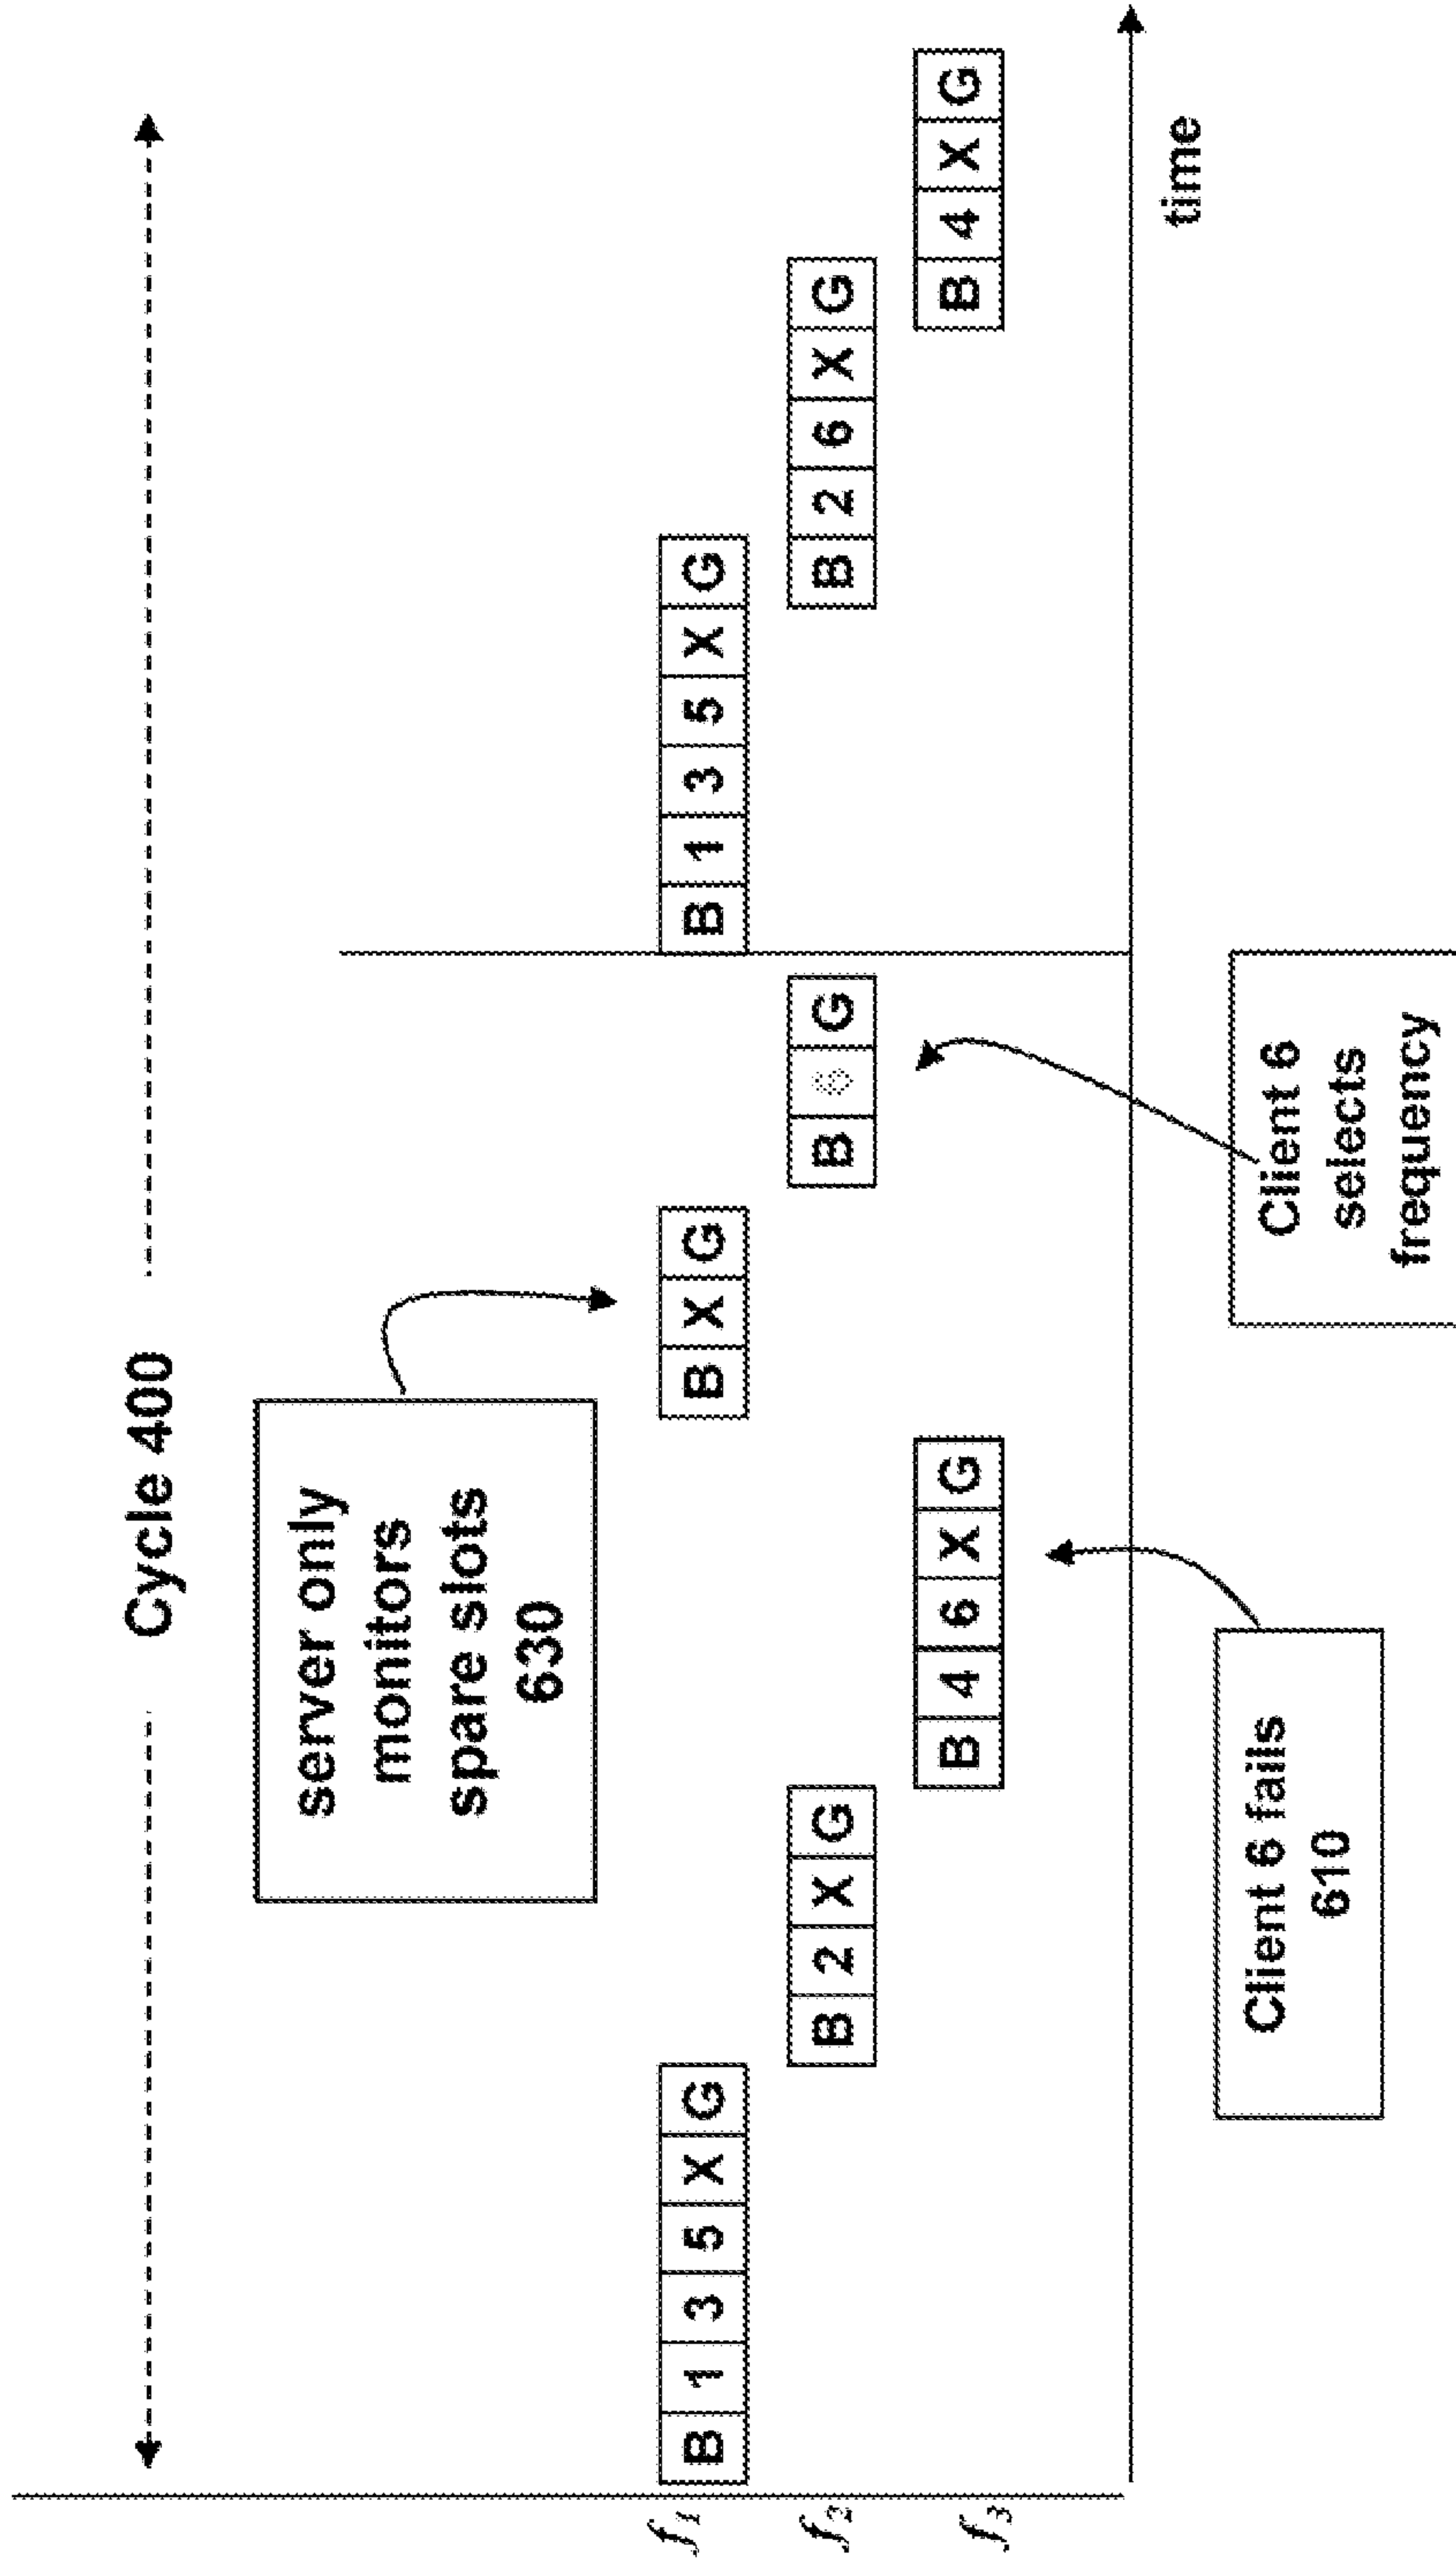 Cycle 400
server only
monitors
spare slots
630
f1
B 1 3 5 X G
B X G
B 1 3 5 X G
f2
B 2 X G
B 6 G
B 2 6 X G
f3
B 4 6 X G
B 4 X G
time
Client 6 fails
610
Client 6
selects
frequency